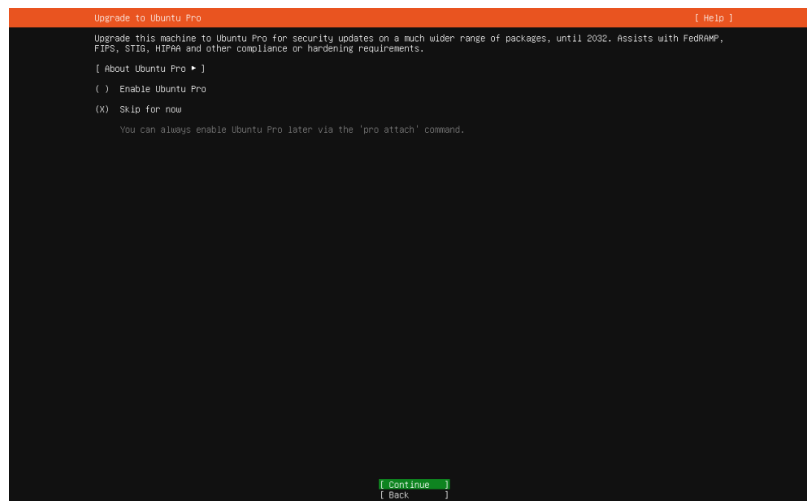 Upgrade to Ubuntu Pro [ Help ]
Upgrade this machine to Ubuntu Pro for security updates on a much wider range of packages, until 2032. Assists with FedRAMP,
FIPS, STIG, HIPAA and other compliance or hardening requirements.
[ About Ubuntu Pro ▸ ]
( ) Enable Ubuntu Pro
(X) Skip for now
You can always enable Ubuntu Pro later via the 'pro attach' command.
[ Continue ]
[ Back ]